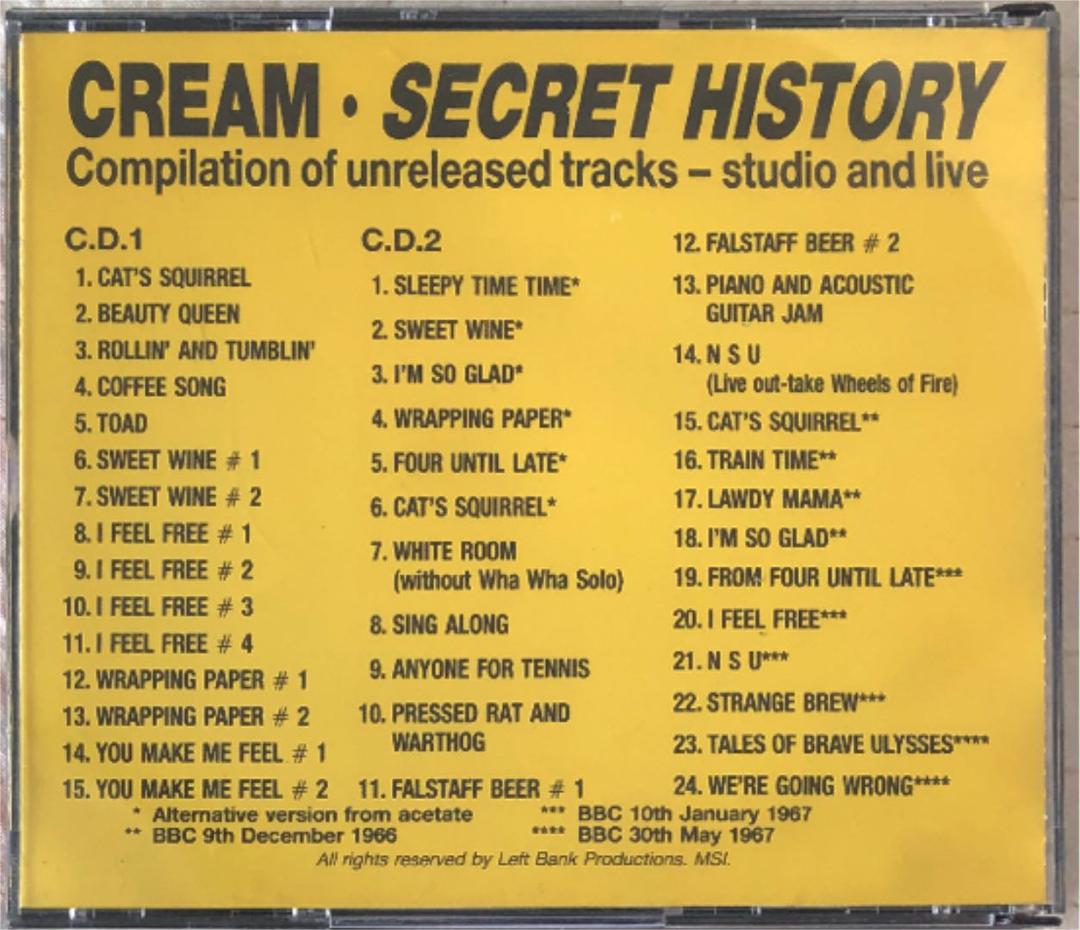 CREAM · SECRET HISTORY
Compilation of unreleased tracks – studio and live
C.D.1
1. CAT'S SQUIRREL
2. BEAUTY QUEEN
3. ROLLIN' AND TUMBLIN'
4. COFFEE SONG
5. TOAD
6. SWEET WINE # 1
7. SWEET WINE # 2
8. I FEEL FREE # 1
9. I FEEL FREE # 2
10. I FEEL FREE # 3
11. I FEEL FREE # 4
12. WRAPPING PAPER # 1
13. WRAPPING PAPER # 2
14. YOU MAKE ME FEEL # 1
15. YOU MAKE ME FEEL # 2
C.D.2
1. SLEEPY TIME TIME*
2. SWEET WINE*
3. I'M SO GLAD*
4. WRAPPING PAPER*
5. FOUR UNTIL LATE*
6. CAT'S SQUIRREL*
7. WHITE ROOM
(without Wha Wha Solo)
8. SING ALONG
9. ANYONE FOR TENNIS
10. PRESSED RAT AND
WARTHOG
11. FALSTAFF BEER # 1
12. FALSTAFF BEER # 2
13. PIANO AND ACOUSTIC
GUITAR JAM
14. N S U
(Live out-take Wheels of Fire)
15. CAT'S SQUIRREL**
16. TRAIN TIME**
17. LAWDY MAMA**
18. I'M SO GLAD**
19. FROM FOUR UNTIL LATE***
20. I FEEL FREE***
21. N S U***
22. STRANGE BREW***
23. TALES OF BRAVE ULYSSES****
24. WE'RE GOING WRONG****
* Alternative version from acetate
** BBC 9th December 1966
*** BBC 10th January 1967
**** BBC 30th May 1967
All rights reserved by Left Bank Productions. MSI.